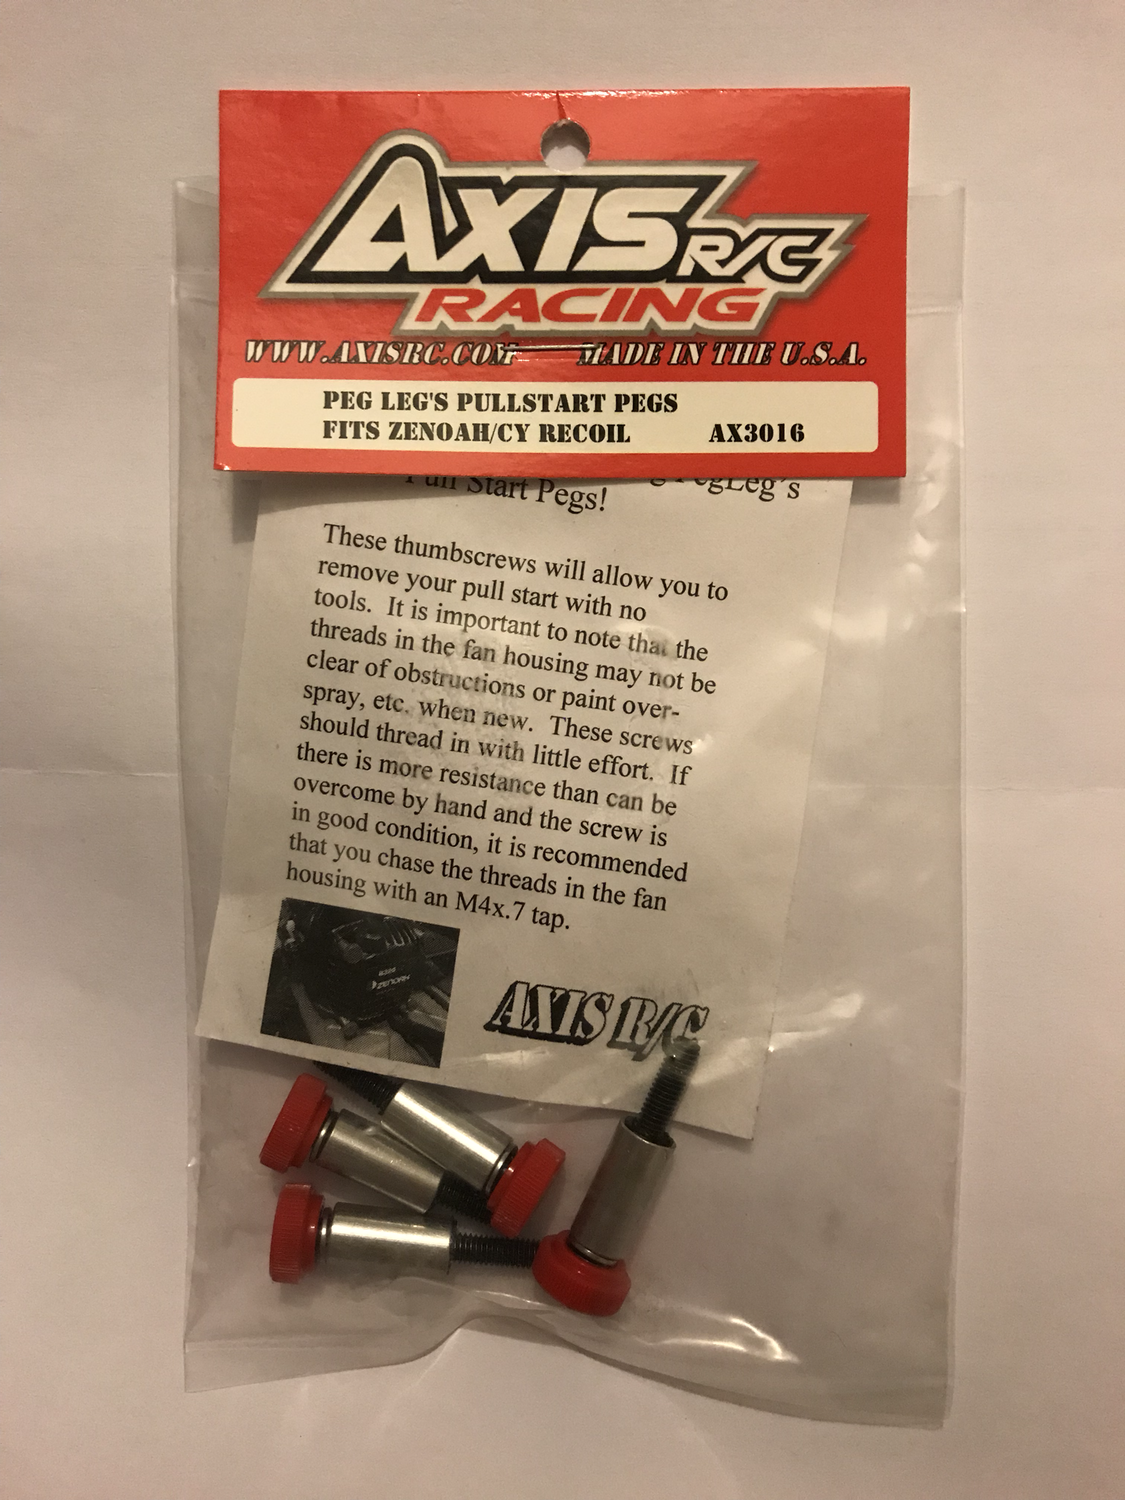 AXIS R/C
RACING
WWW.AXISRC.COM MADE IN THE U.S.A.
PEG LEG'S PULLSTART PEGS
FITS ZENOAH/CY RECOIL AX3016
PegLeg's
Pull Start Pegs!
These thumbscrews will allow you to
remove your pull start with no
tools. It is important to note that the
threads in the fan housing may not be
clear of obstructions or paint over-
spray, etc. when new. These screws
should thread in with little effort. If
there is more resistance than can be
overcome by hand and the screw is
in good condition, it is recommended
that you chase the threads in the fan
housing with an M4x.7 tap.
ZENOAH
AXIS R/C